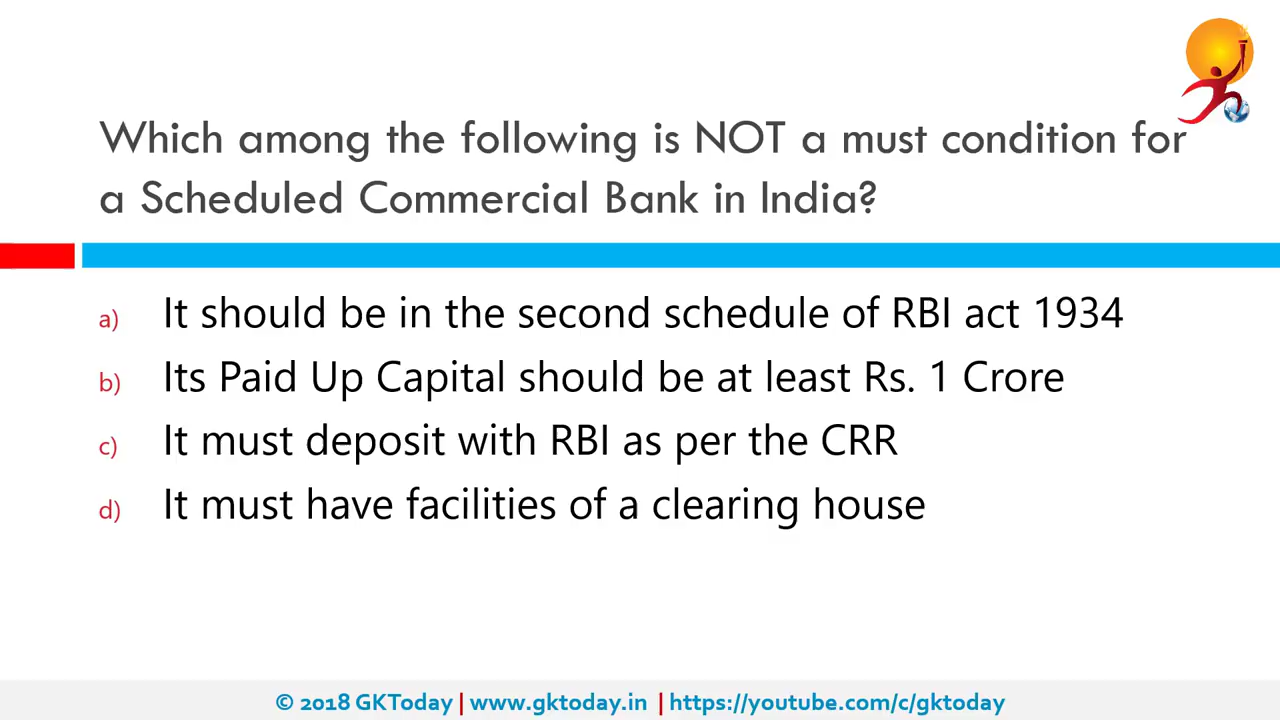 Which among the following is NOT a must condition for
a Scheduled Commercial Bank in India?
a) It should be in the second schedule of RBI act 1934
b) Its Paid Up Capital should be at least Rs. 1 Crore
c) It must deposit with RBI as per the CRR
d) It must have facilities of a clearing house
© 2018 GKToday | www.gktoday.in | https://youtube.com/c/gktoday